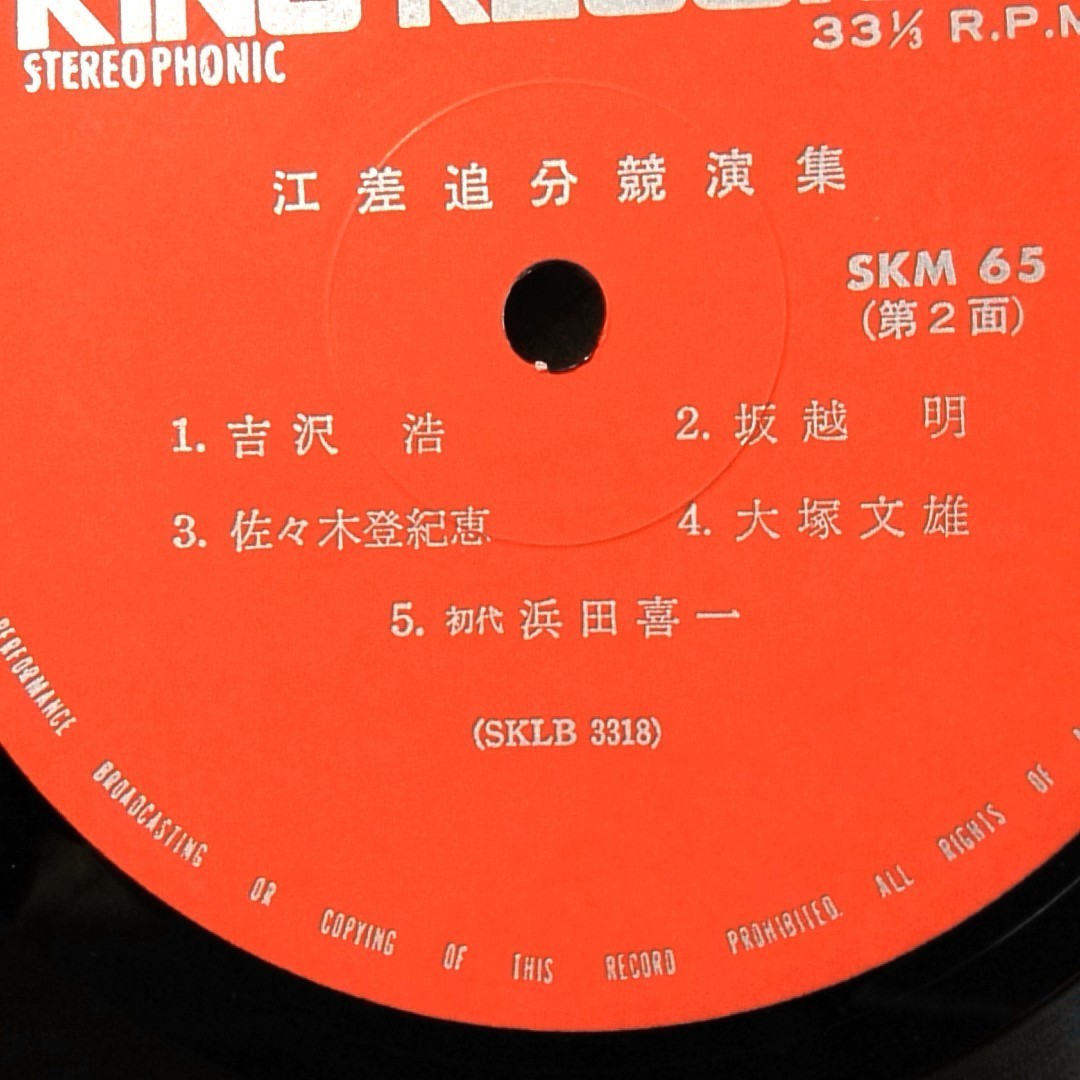 KING RECORD
33⅓ R.P.M
STEREOPHONIC
江差追分競演集
SKM 65
(第2面)
1. 吉沢 浩
2. 坂越 明
3. 佐々木登紀恵
4. 大塚文雄
5. 初代 浜田喜一
(SKLB 3318)
PERFORMANCE BROADCASTING OR COPYING OF THIS RECORD PROHIBITED. ALL RIGHTS OF